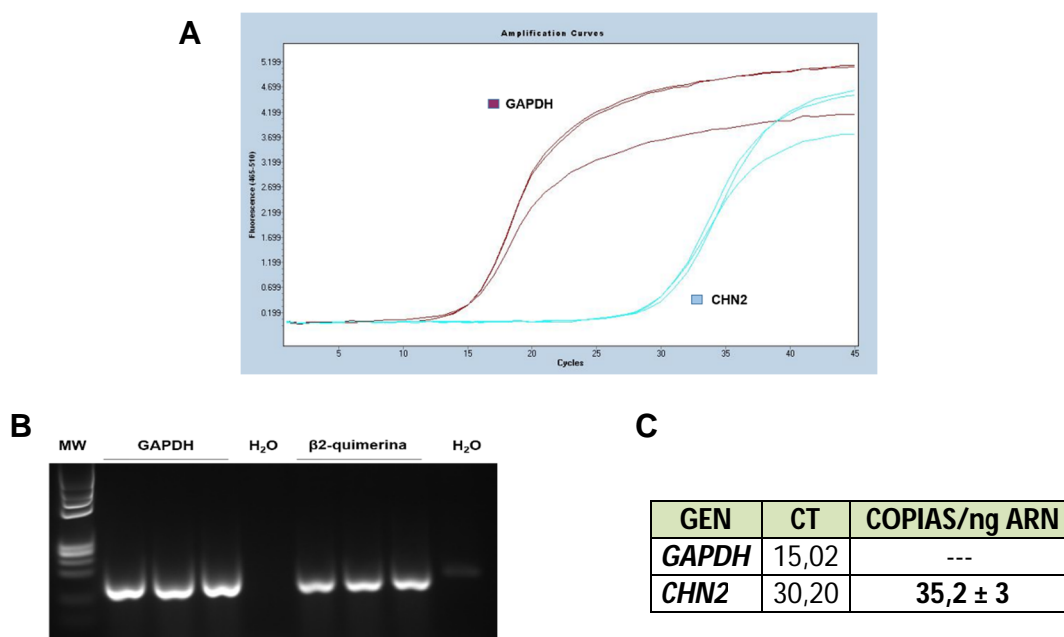 A
Amplification Curves
5.199
4.699
4.199
3.699
3.199
2.699
2.199
1.699
1.199
0.699
0.199
Fluorescence (465-510)
GAPDH
CHN2
5 10 15 20 25 30 35 40 45
Cycles
B
MW GAPDH H₂O β2-quimerina H₂O
C
GEN CT COPIAS/ng ARN
GAPDH 15,02 ---
CHN2 30,20 35,2 ± 3